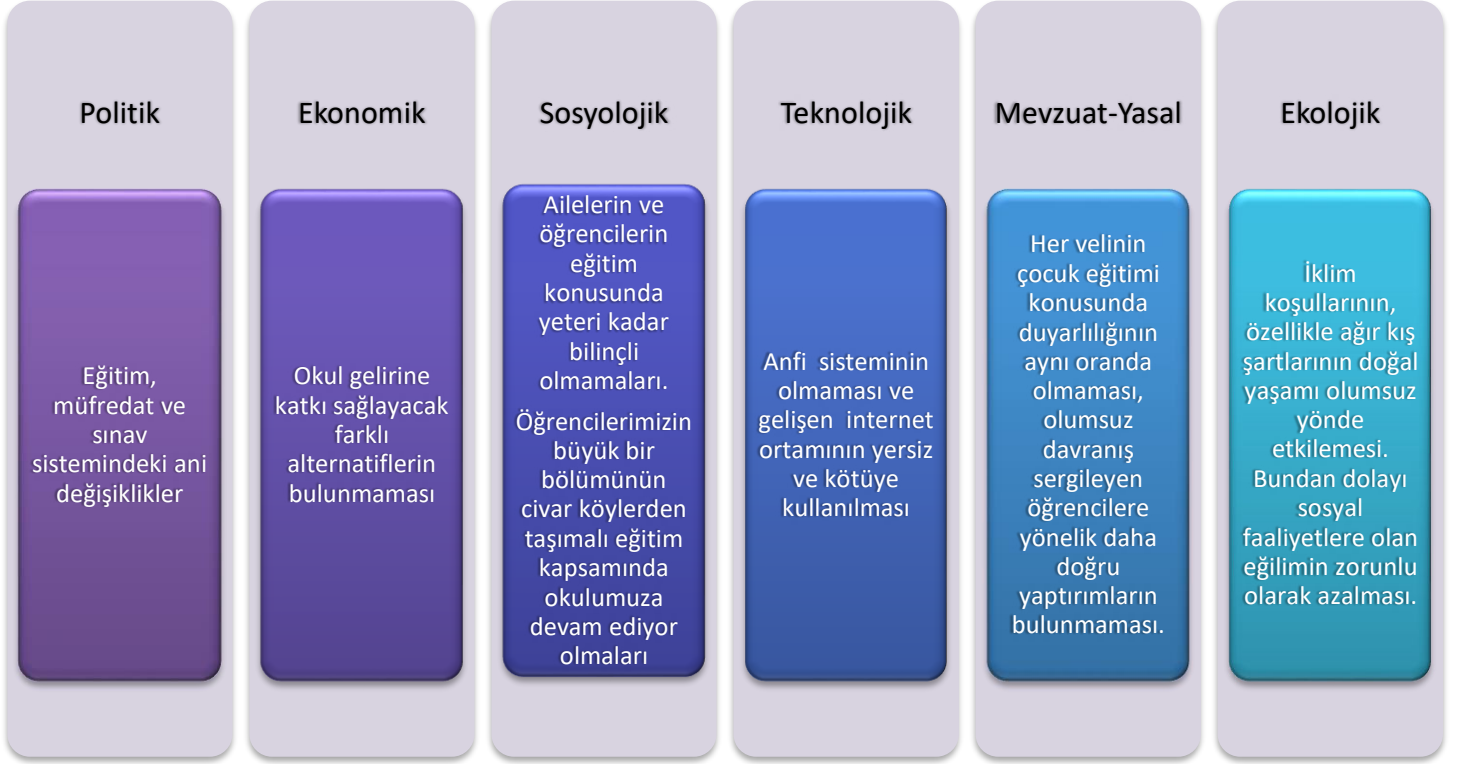 Politik
Eğitim,
müfredat ve
sınav
sistemindeki ani
değişiklikler
Ekonomik
Okul gelirine
katkı sağlayacak
farklı
alternatiflerin
bulunmaması
Sosyolojik
Ailelerin ve
öğrencilerin
eğitim
konusunda
yeteri kadar
bilinçli
olmamaları.
Öğrencilerimizin
büyük bir
bölümünün
civar köylerden
taşımalı eğitim
kapsamında
okulumuza
devam ediyor
olmaları
Teknolojik
Anfi sisteminin
olmaması ve
gelişen internet
ortamının yersiz
ve kötüye
kullanılması
Mevzuat-Yasal
Her velinin
çocuk eğitimi
konusunda
duyarlılığının
aynı oranda
olmaması,
olumsuz
davranış
sergileyen
öğrencilere
yönelik daha
doğru
yaptırımların
bulunmaması.
Ekolojik
İklim
koşullarının,
özellikle ağır kış
şartlarının doğal
yaşamı olumsuz
yönde
etkilemesi.
Bundan dolayı
sosyal
faaliyetlere olan
eğilimin zorunlu
olarak azalması.